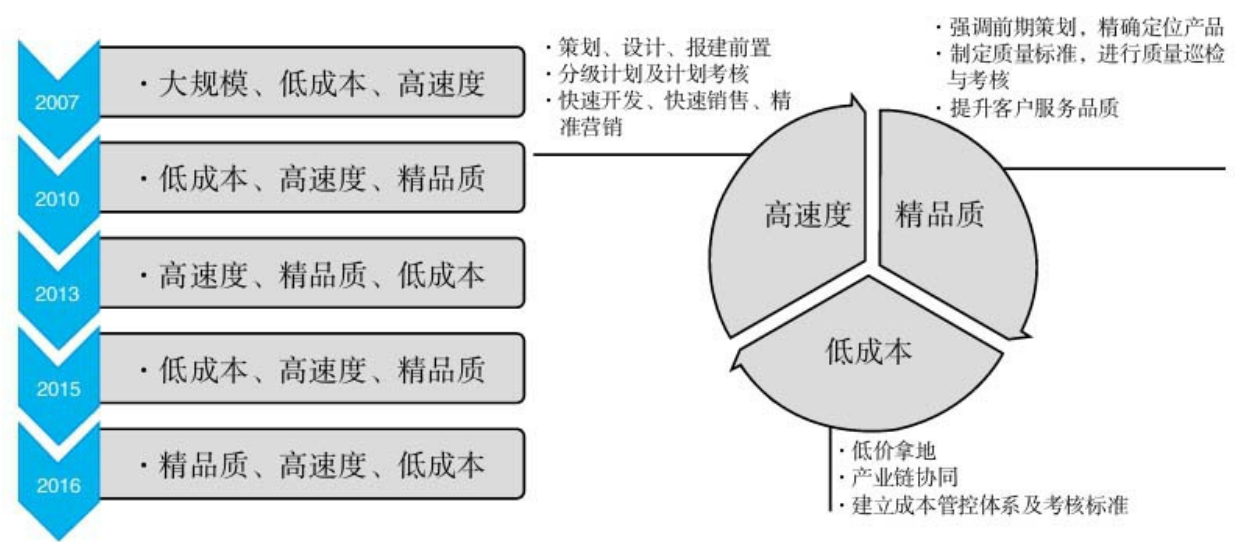 2007
·大规模、低成本、高速度
2010
·低成本、高速度、精品质
2013
·高速度、精品质、低成本
2015
·低成本、高速度、精品质
2016
·精品质、高速度、低成本
·策划、设计、报建前置
·分级计划及计划考核
·快速开发、快速销售、精
准营销
·强调前期策划，精确定位产品
·制定质量标准，进行质量巡检
与考核
·提升客户服务品质
高速度
精品质
低成本
·低价拿地
·产业链协同
·建立成本管控体系及考核标准